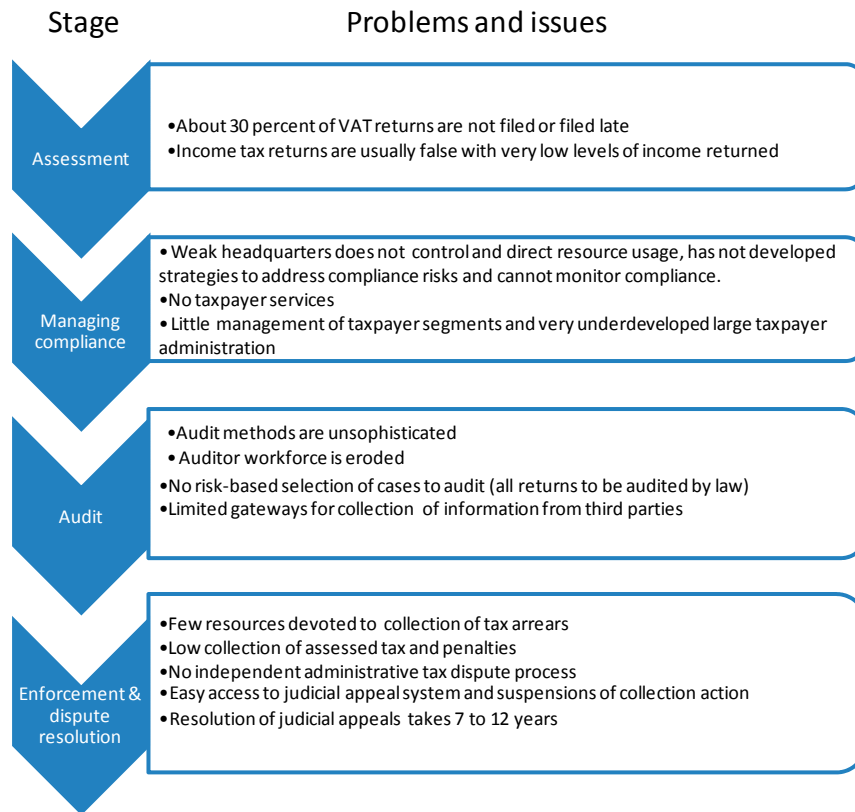 Stage
Problems and issues
Assessment
•About 30 percent of VAT returns are not filed or filed late
•Income tax returns are usually false with very low levels of income returned
Managing
compliance
• Weak headquarters does not control and direct resource usage, has not developed
strategies to address compliance risks and cannot monitor compliance.
•No taxpayer services
•Little management of taxpayer segments and very underdeveloped large taxpayer
administration
Audit
•Audit methods are unsophisticated
•Auditor workforce is eroded
•No risk-based selection of cases to audit (all returns to be audited by law)
•Limited gateways for collection of information from third parties
Enforcement &
dispute
resolution
•Few resources devoted to collection of tax arrears
•Low collection of assessed tax and penalties
•No independent administrative tax dispute process
•Easy access to judicial appeal system and suspensions of collection action
•Resolution of judicial appeals takes 7 to 12 years